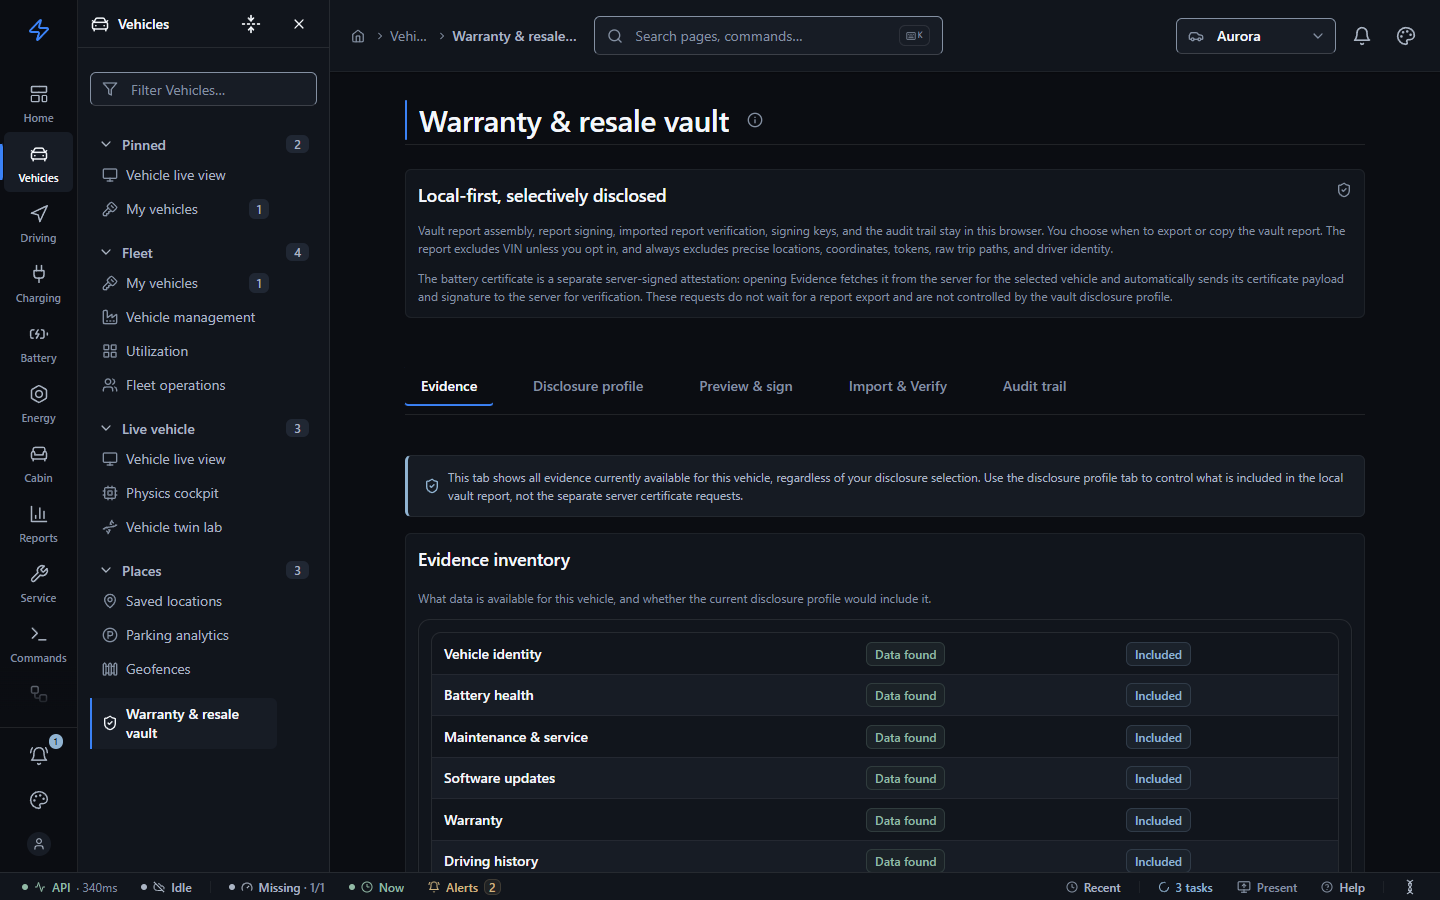 Vehicles
Vehi...
Warranty & resale...
Search pages, commands...
K
Aurora
Home
Vehicles
Driving
Charging
Battery
Energy
Cabin
Reports
Service
Commands
1
Filter Vehicles...
Pinned
2
Vehicle live view
My vehicles
1
Fleet
4
My vehicles
1
Vehicle management
Utilization
Fleet operations
Live vehicle
3
Vehicle live view
Physics cockpit
Vehicle twin lab
Places
3
Saved locations
Parking analytics
Geofences
Warranty & resale
vault
Warranty & resale vault
Local-first, selectively disclosed
Vault report assembly, report signing, imported report verification, signing keys, and the audit trail stay in this browser. You choose when to export or copy the vault report. The
report excludes VIN unless you opt in, and always excludes precise locations, coordinates, tokens, raw trip paths, and driver identity.
The battery certificate is a separate server-signed attestation: opening Evidence fetches it from the server for the selected vehicle and automatically sends its certificate payload
and signature to the server for verification. These requests do not wait for a report export and are not controlled by the vault disclosure profile.
Evidence
Disclosure profile
Preview & sign
Import & Verify
Audit trail
This tab shows all evidence currently available for this vehicle, regardless of your disclosure selection. Use the disclosure profile tab to control what is included in the local
vault report, not the separate server certificate requests.
Evidence inventory
What data is available for this vehicle, and whether the current disclosure profile would include it.
Vehicle identity
Data found
Included
Battery health
Data found
Included
Maintenance & service
Data found
Included
Software updates
Data found
Included
Warranty
Data found
Included
Driving history
Data found
Included
API · 340ms
Idle
Missing · 1/1
Now
Alerts
2
Recent
3 tasks
Present
Help